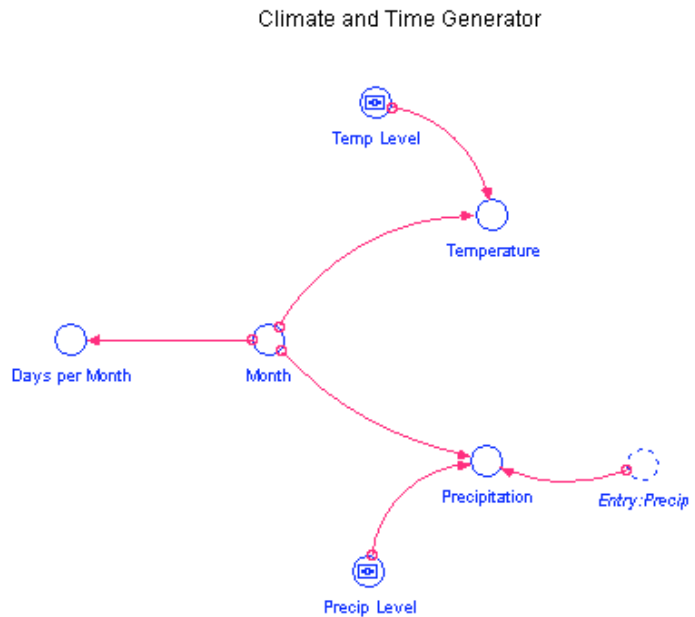 Climate and Time Generator
Temp Level
Temperature
Days per Month
Month
Precipitation
Entry:Precip
Precip Level